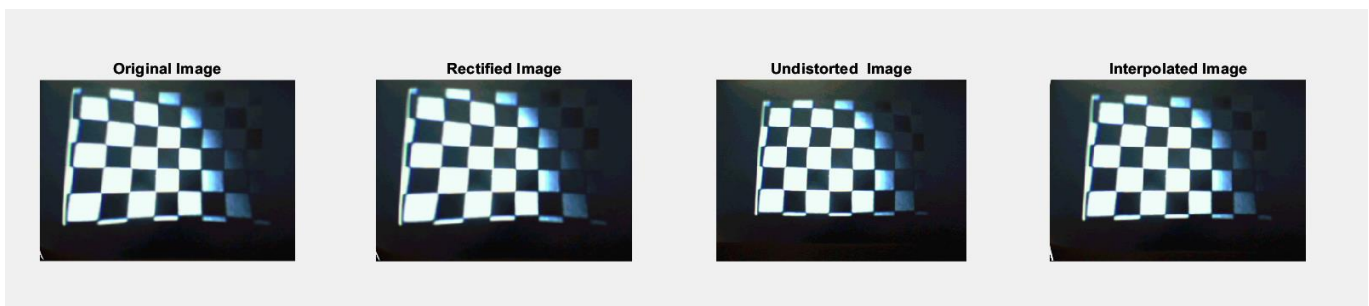 Original Image
Rectified Image
Undistorted  Image
Interpolated Image